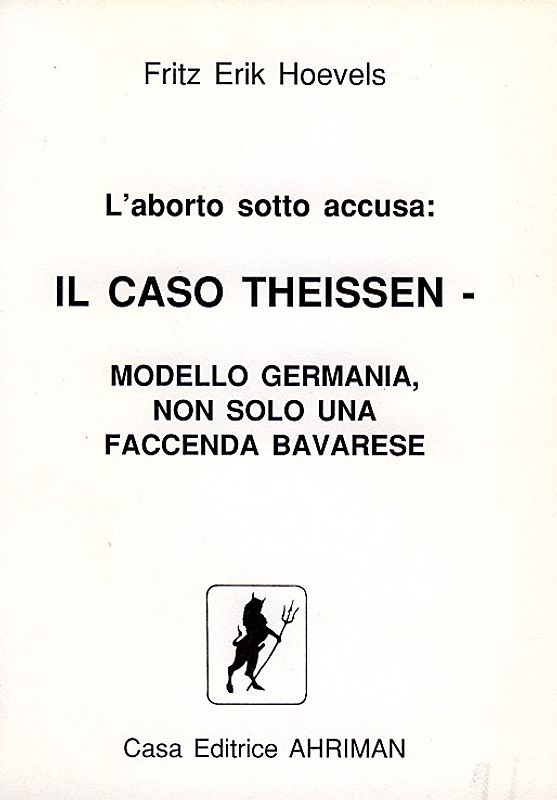 Fritz Erik Hoevels
L'aborto sotto accusa:
IL CASO THEISSEN -
MODELLO GERMANIA,
NON SOLO UNA
FACCENDA BAVARESE
Casa Editrice AHRIMAN